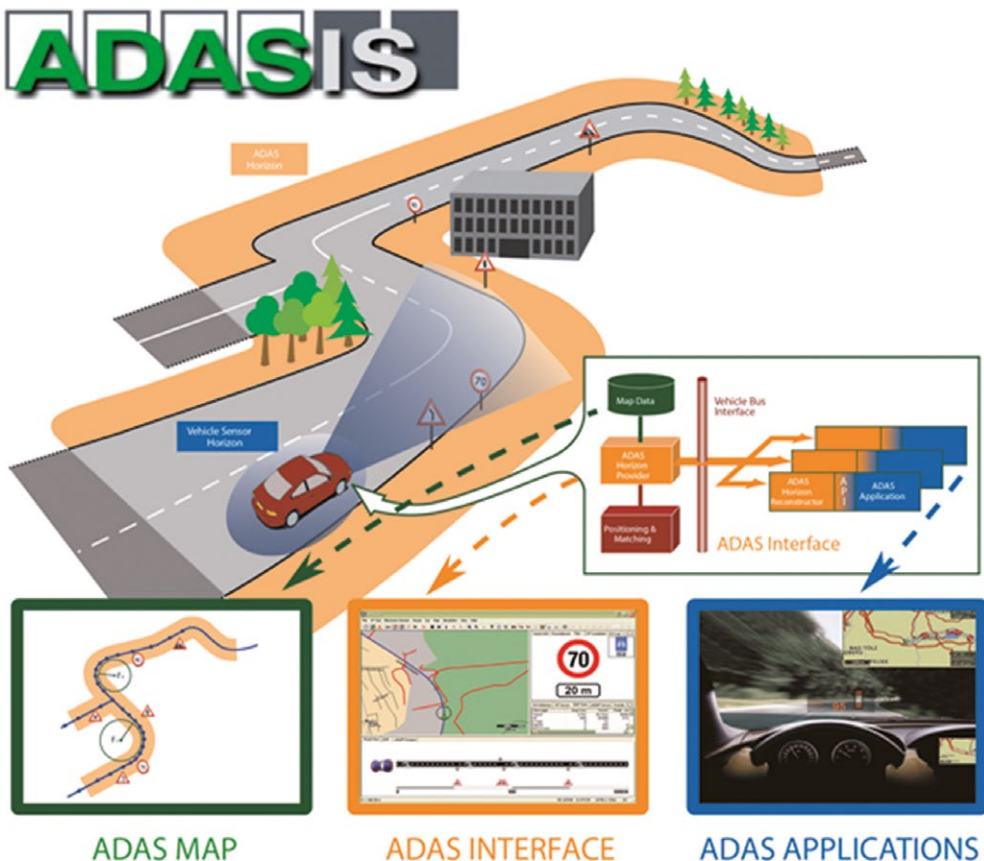 ADASIS
ADAS
Horizon
Vehicle Sensor
Horizon
70
Map Data
Vehicle Bus
Interface
ADAS
Horizon
Provider
Positioning &
Matching
ADAS
Horizon
Reconstructor
API
ADAS
Application
ADAS Interface
70
20 m
ADAS MAP
ADAS INTERFACE
ADAS APPLICATIONS